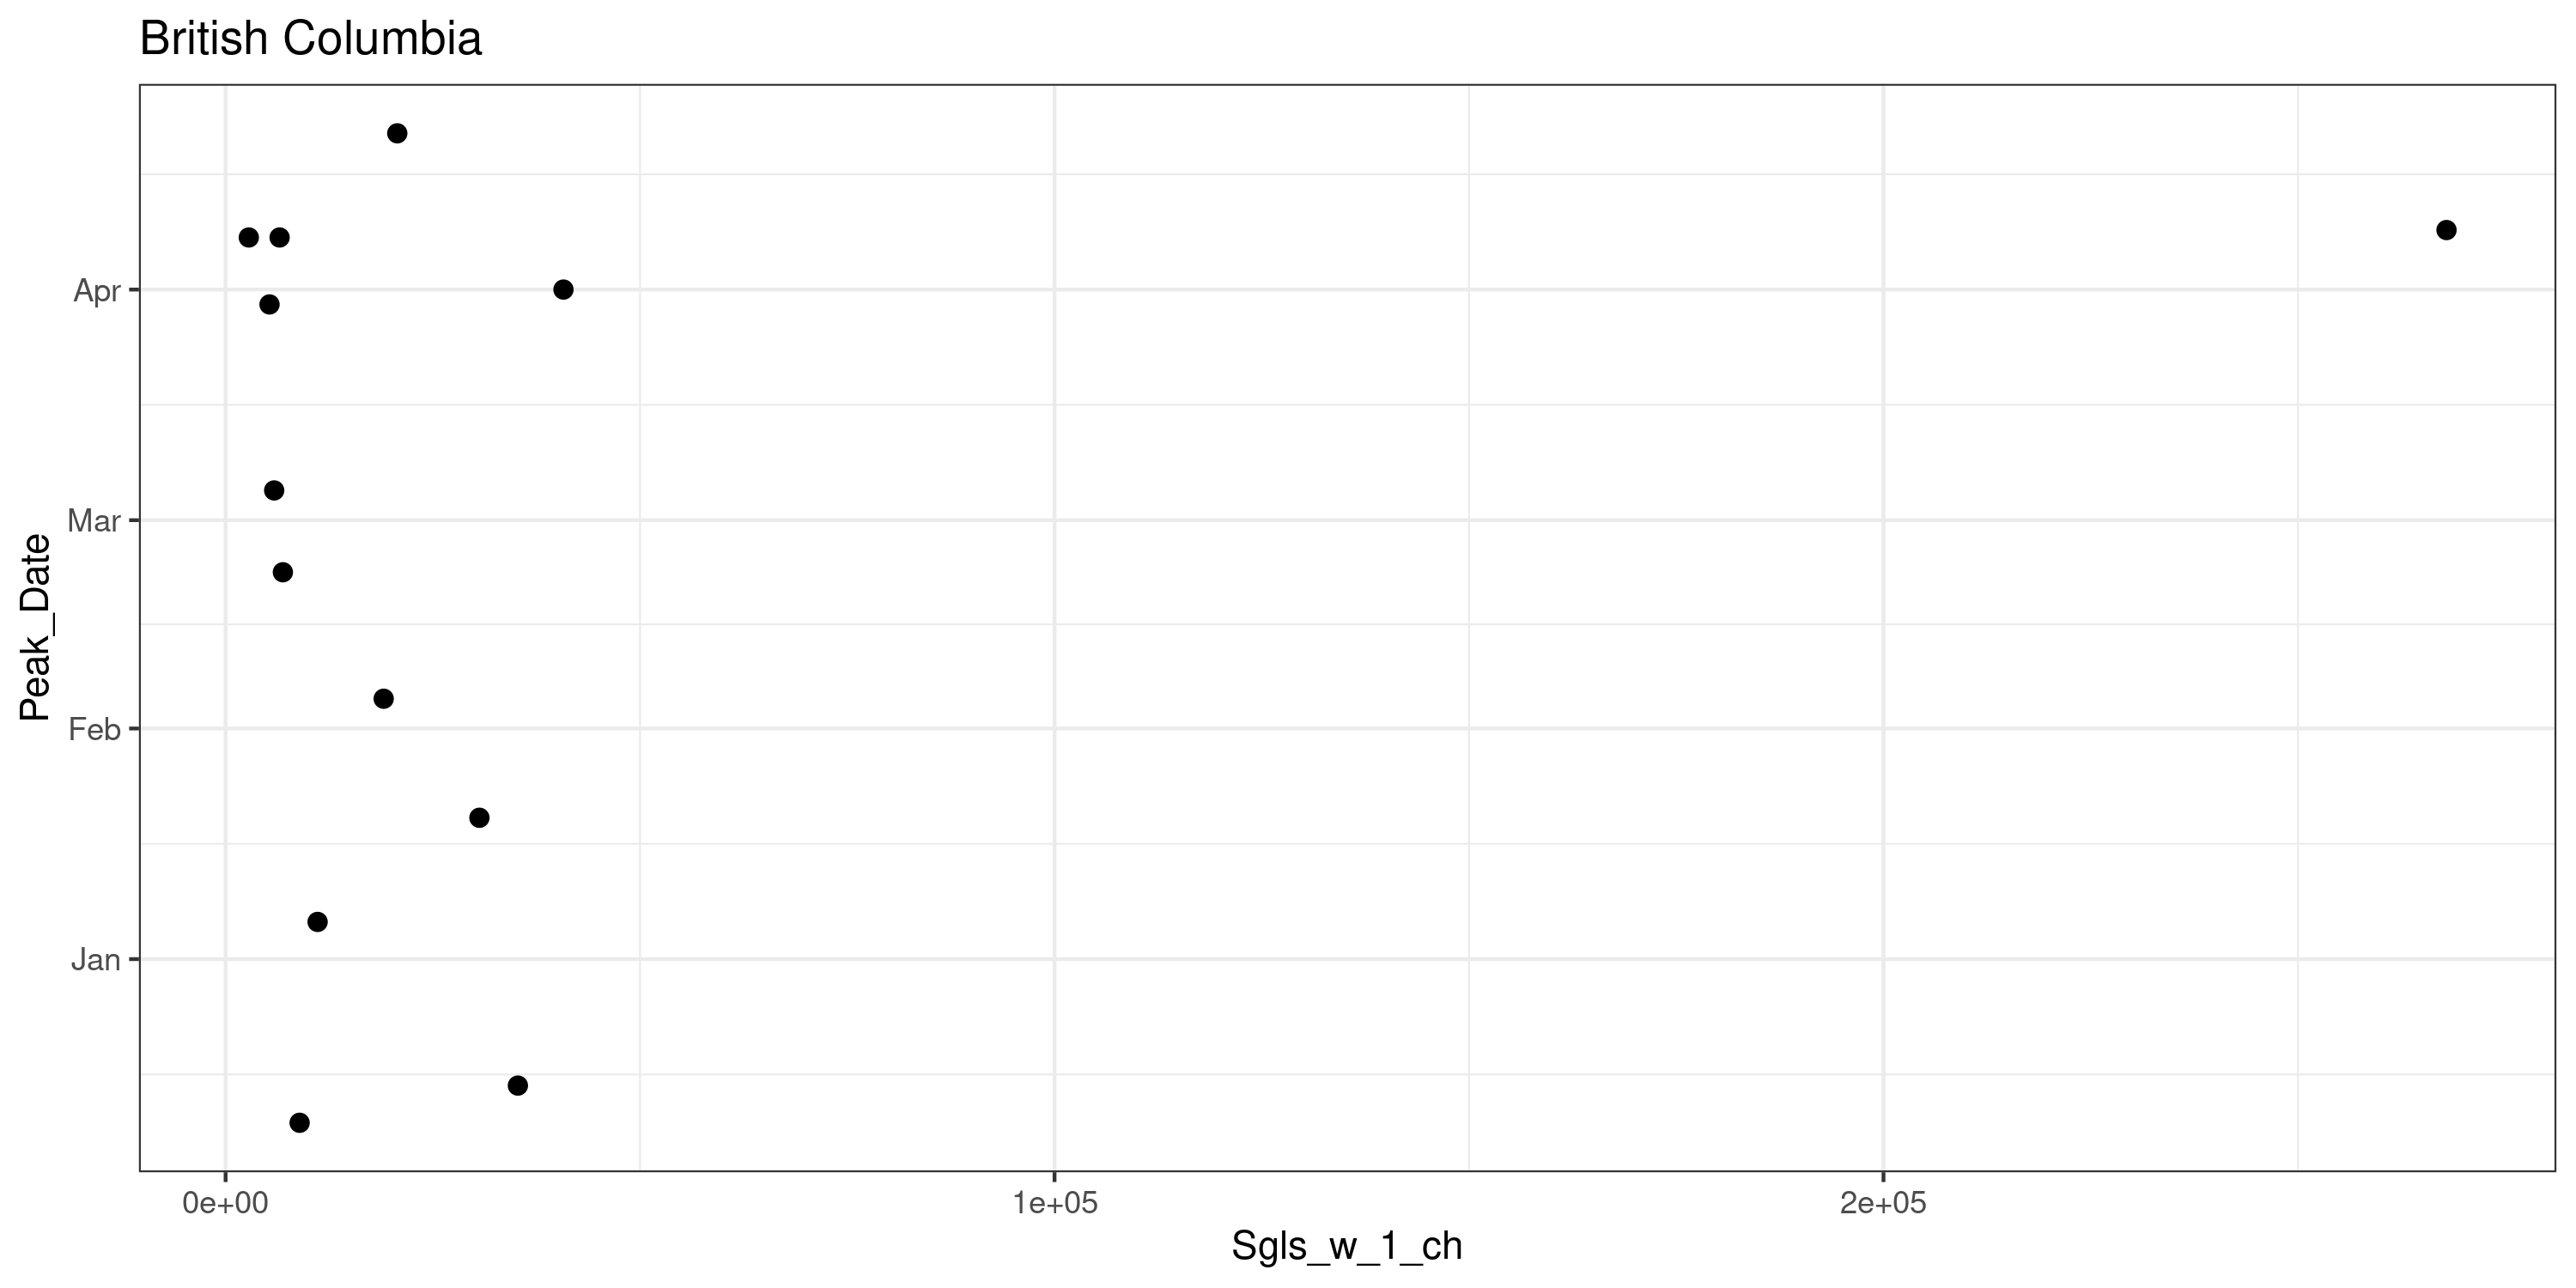 British Columbia
Peak_Date
Apr
Mar
Feb
Jan
0e+00
1e+05
2e+05
Sgls_w_1_ch